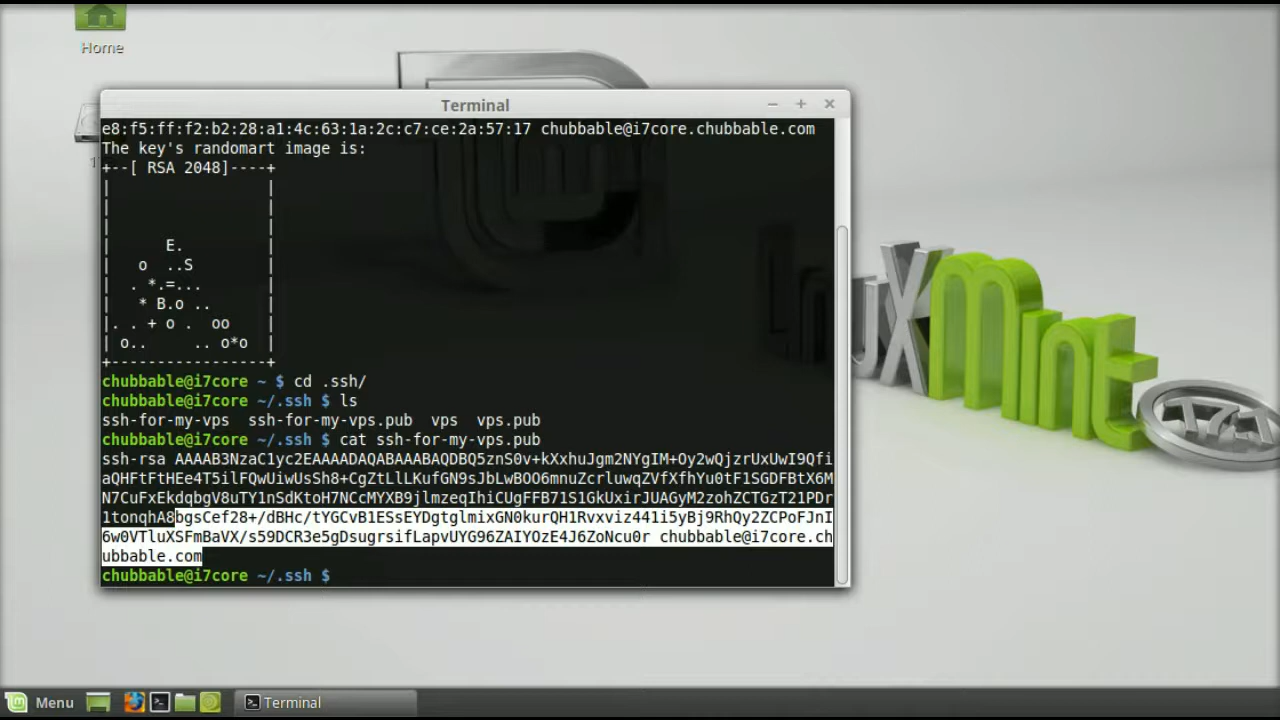 Home
Terminal
e8:f5:ff:f2:b2:28:a1:4c:63:1a:2c:c7:ce:2a:57:17 chubbable@i7core.chubbable.com
The key's randomart image is:
+--[ RSA 2048]----+
|                 |
|                 |
|                 |
|      E.         |
|   o  ..S        |
|  . *.=...       |
|   * B.o ..      |
|. . + o .  oo    |
| o..     .. o*o  |
+-----------------+
chubbable@i7core ~ $ cd .ssh/
chubbable@i7core ~/.ssh $ ls
ssh-for-my-vps  ssh-for-my-vps.pub  vps  vps.pub
chubbable@i7core ~/.ssh $ cat ssh-for-my-vps.pub
ssh-rsa AAAAB3NzaC1yc2EAAAADAQABAAABAQDBQ5znS0v+kXxhuJgm2NYgIM+Oy2wQjzrUxUwI9Qfi
aQHFtFtHEe4T5ilFQwUiwUsSh8+CgZtLlLKufGN9sJbLwBOO6mnuZcrluwqZVfXfhYu0tF1SGDFBtX6M
N7CuFxEkdqbgV8uTY1nSdKtoH7NCcMYXB9jlmzeqIhiCUgFFB71S1GkUxirJUAGyM2zohZCTGzT21PDr
1tonqhA8bgsCef28+/dBHc/tYGCvB1ESsEYDgtglmixGN0kurQH1Rvxviz441i5yBj9RhQy2ZCPoFJnI
6w0VTluXSFmBaVX/s59DCR3e5gDsugrsifLapvUYG96ZAIYOzE4J6ZoNcu0r chubbable@i7core.ch
ubbable.com
chubbable@i7core ~/.ssh $
LinuxMint
17.1
Menu
Terminal